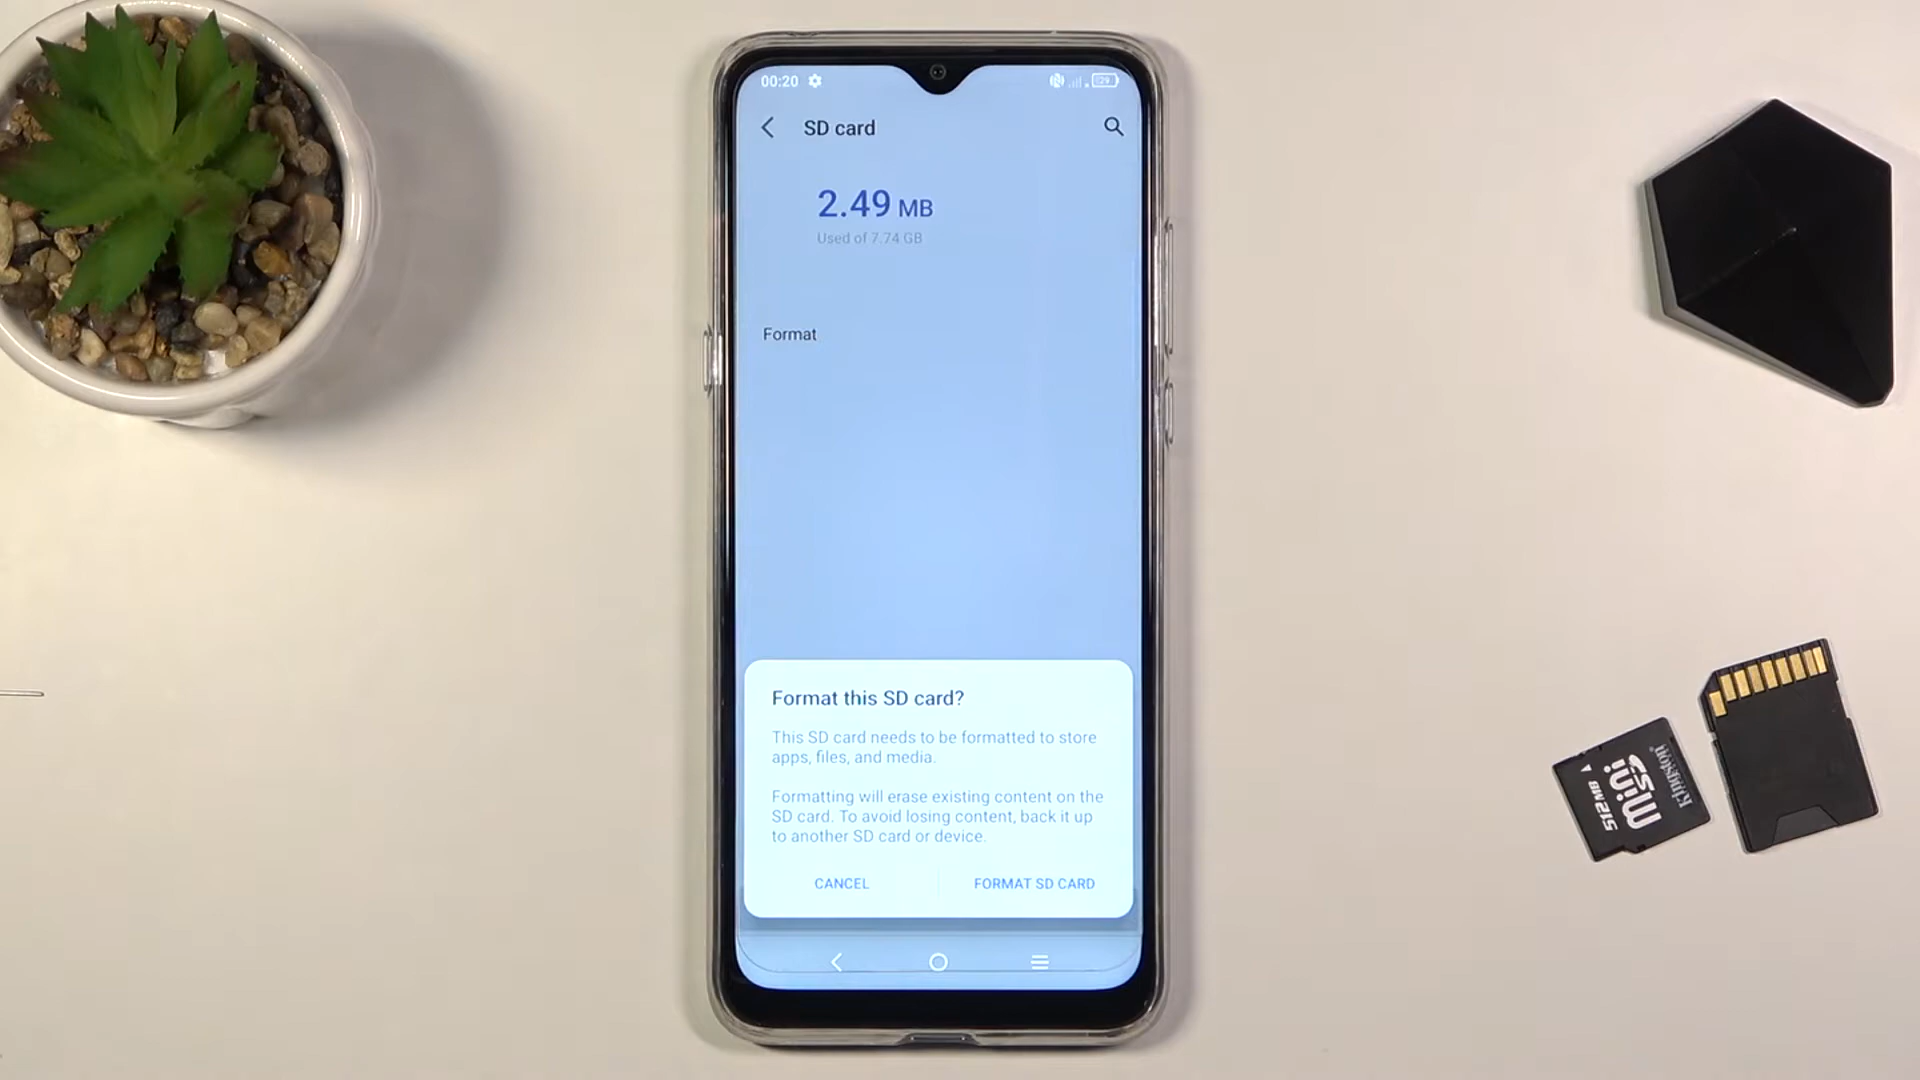 00:20
29
SD card
2.49 MB
Used of 7.74 GB
Format
Format this SD card?
This SD card needs to be formatted to store
apps, files, and media.
Formatting will erase existing content on the
SD card. To avoid losing content, back it up
to another SD card or device.
CANCEL
FORMAT SD CARD
Kingston
mini SD
512 MB